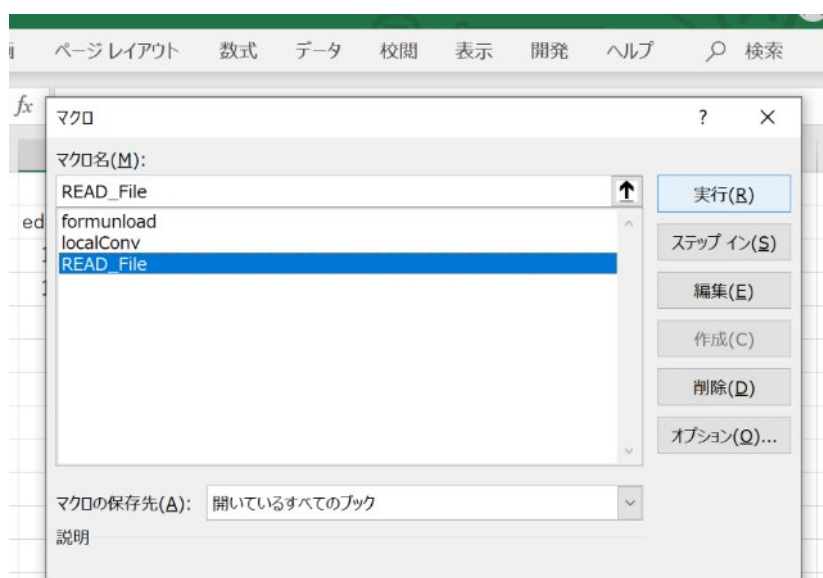 ページ レイアウト 数式 データ 校閲 表示 開発 ヘルプ 検索
fx
マクロ ?
マクロ名(M):
READ_File
実行(R)
ed
formunload
localConv
READ_File
ステップ イン(S)
編集(E)
作成(C)
削除(D)
オプション(O)...
マクロの保存先(A): 開いているすべてのブック
説明